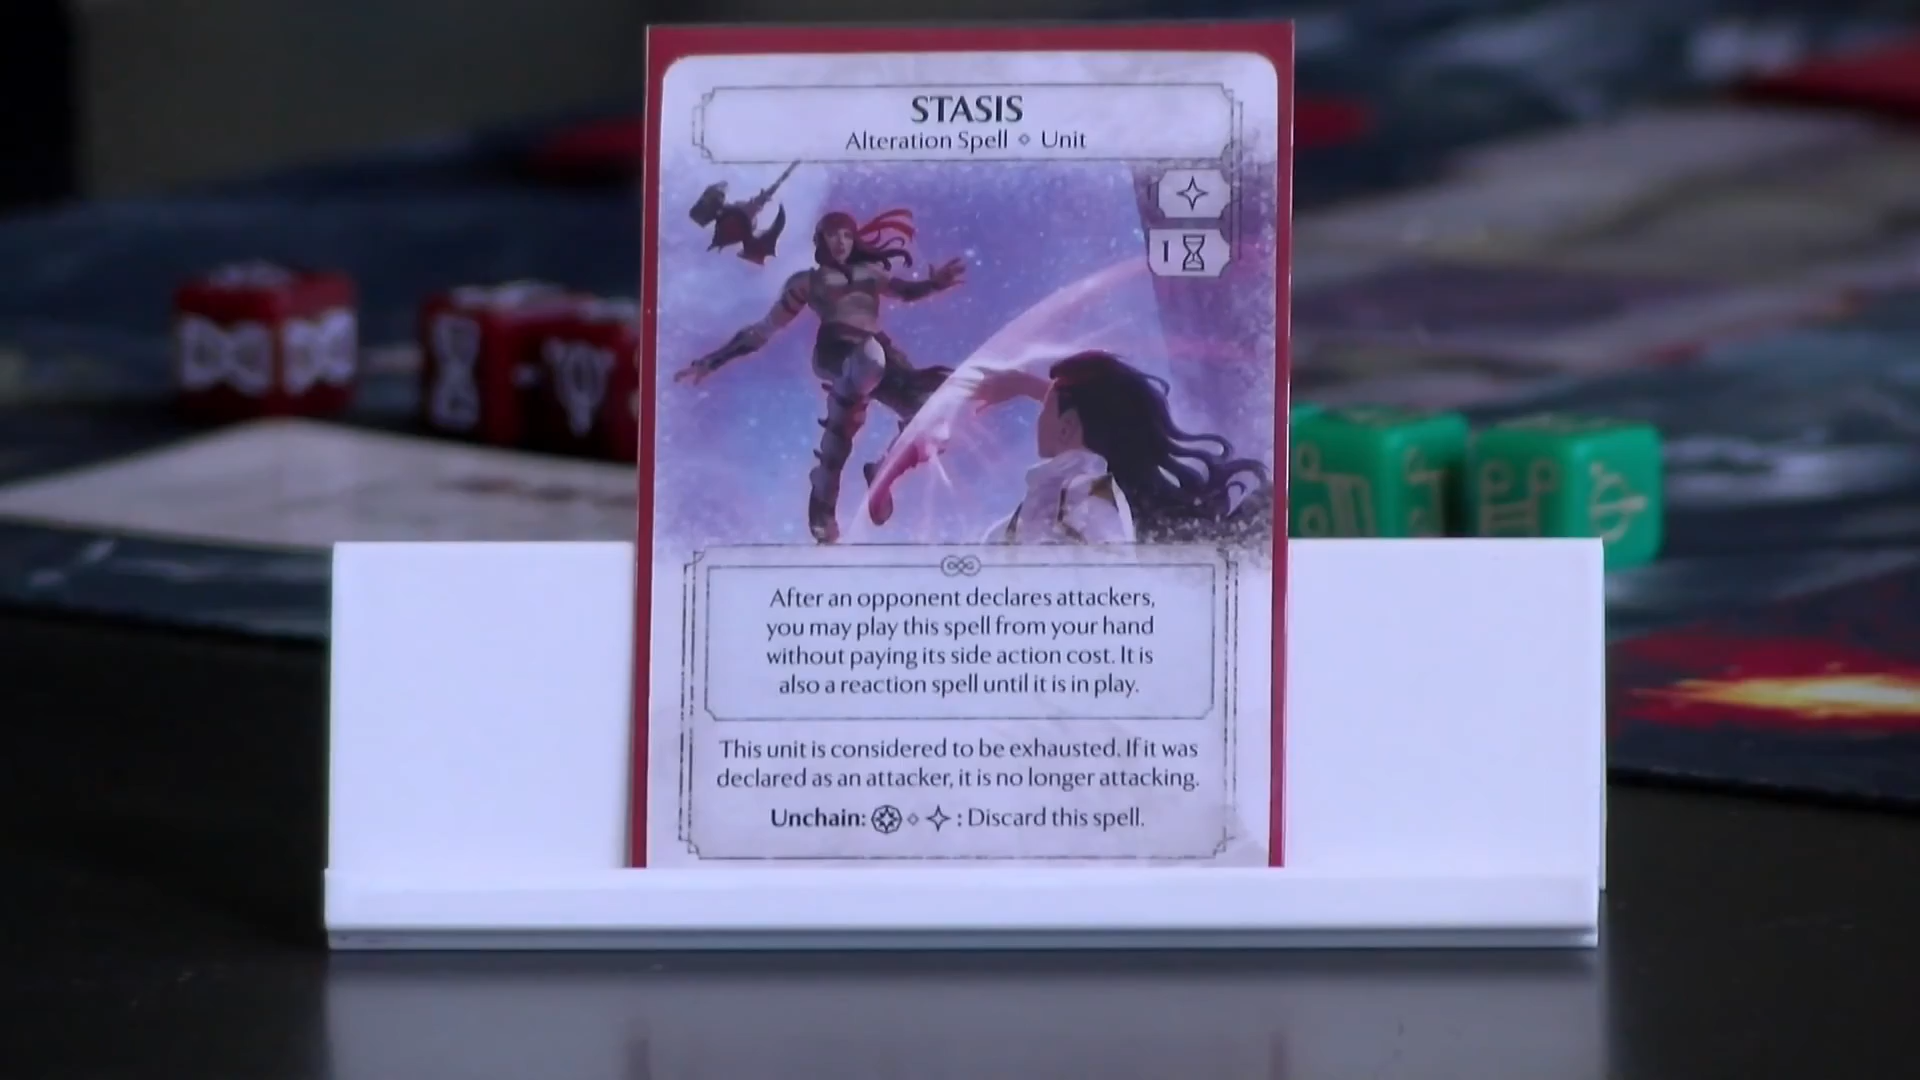 STASIS
Alteration Spell ⋄ Unit
1
After an opponent declares attackers,
you may play this spell from your hand
without paying its side action cost. It is
also a reaction spell until it is in play.
This unit is considered to be exhausted. If it was
declared as an attacker, it is no longer attacking.
Unchain: ⋄ : Discard this spell.